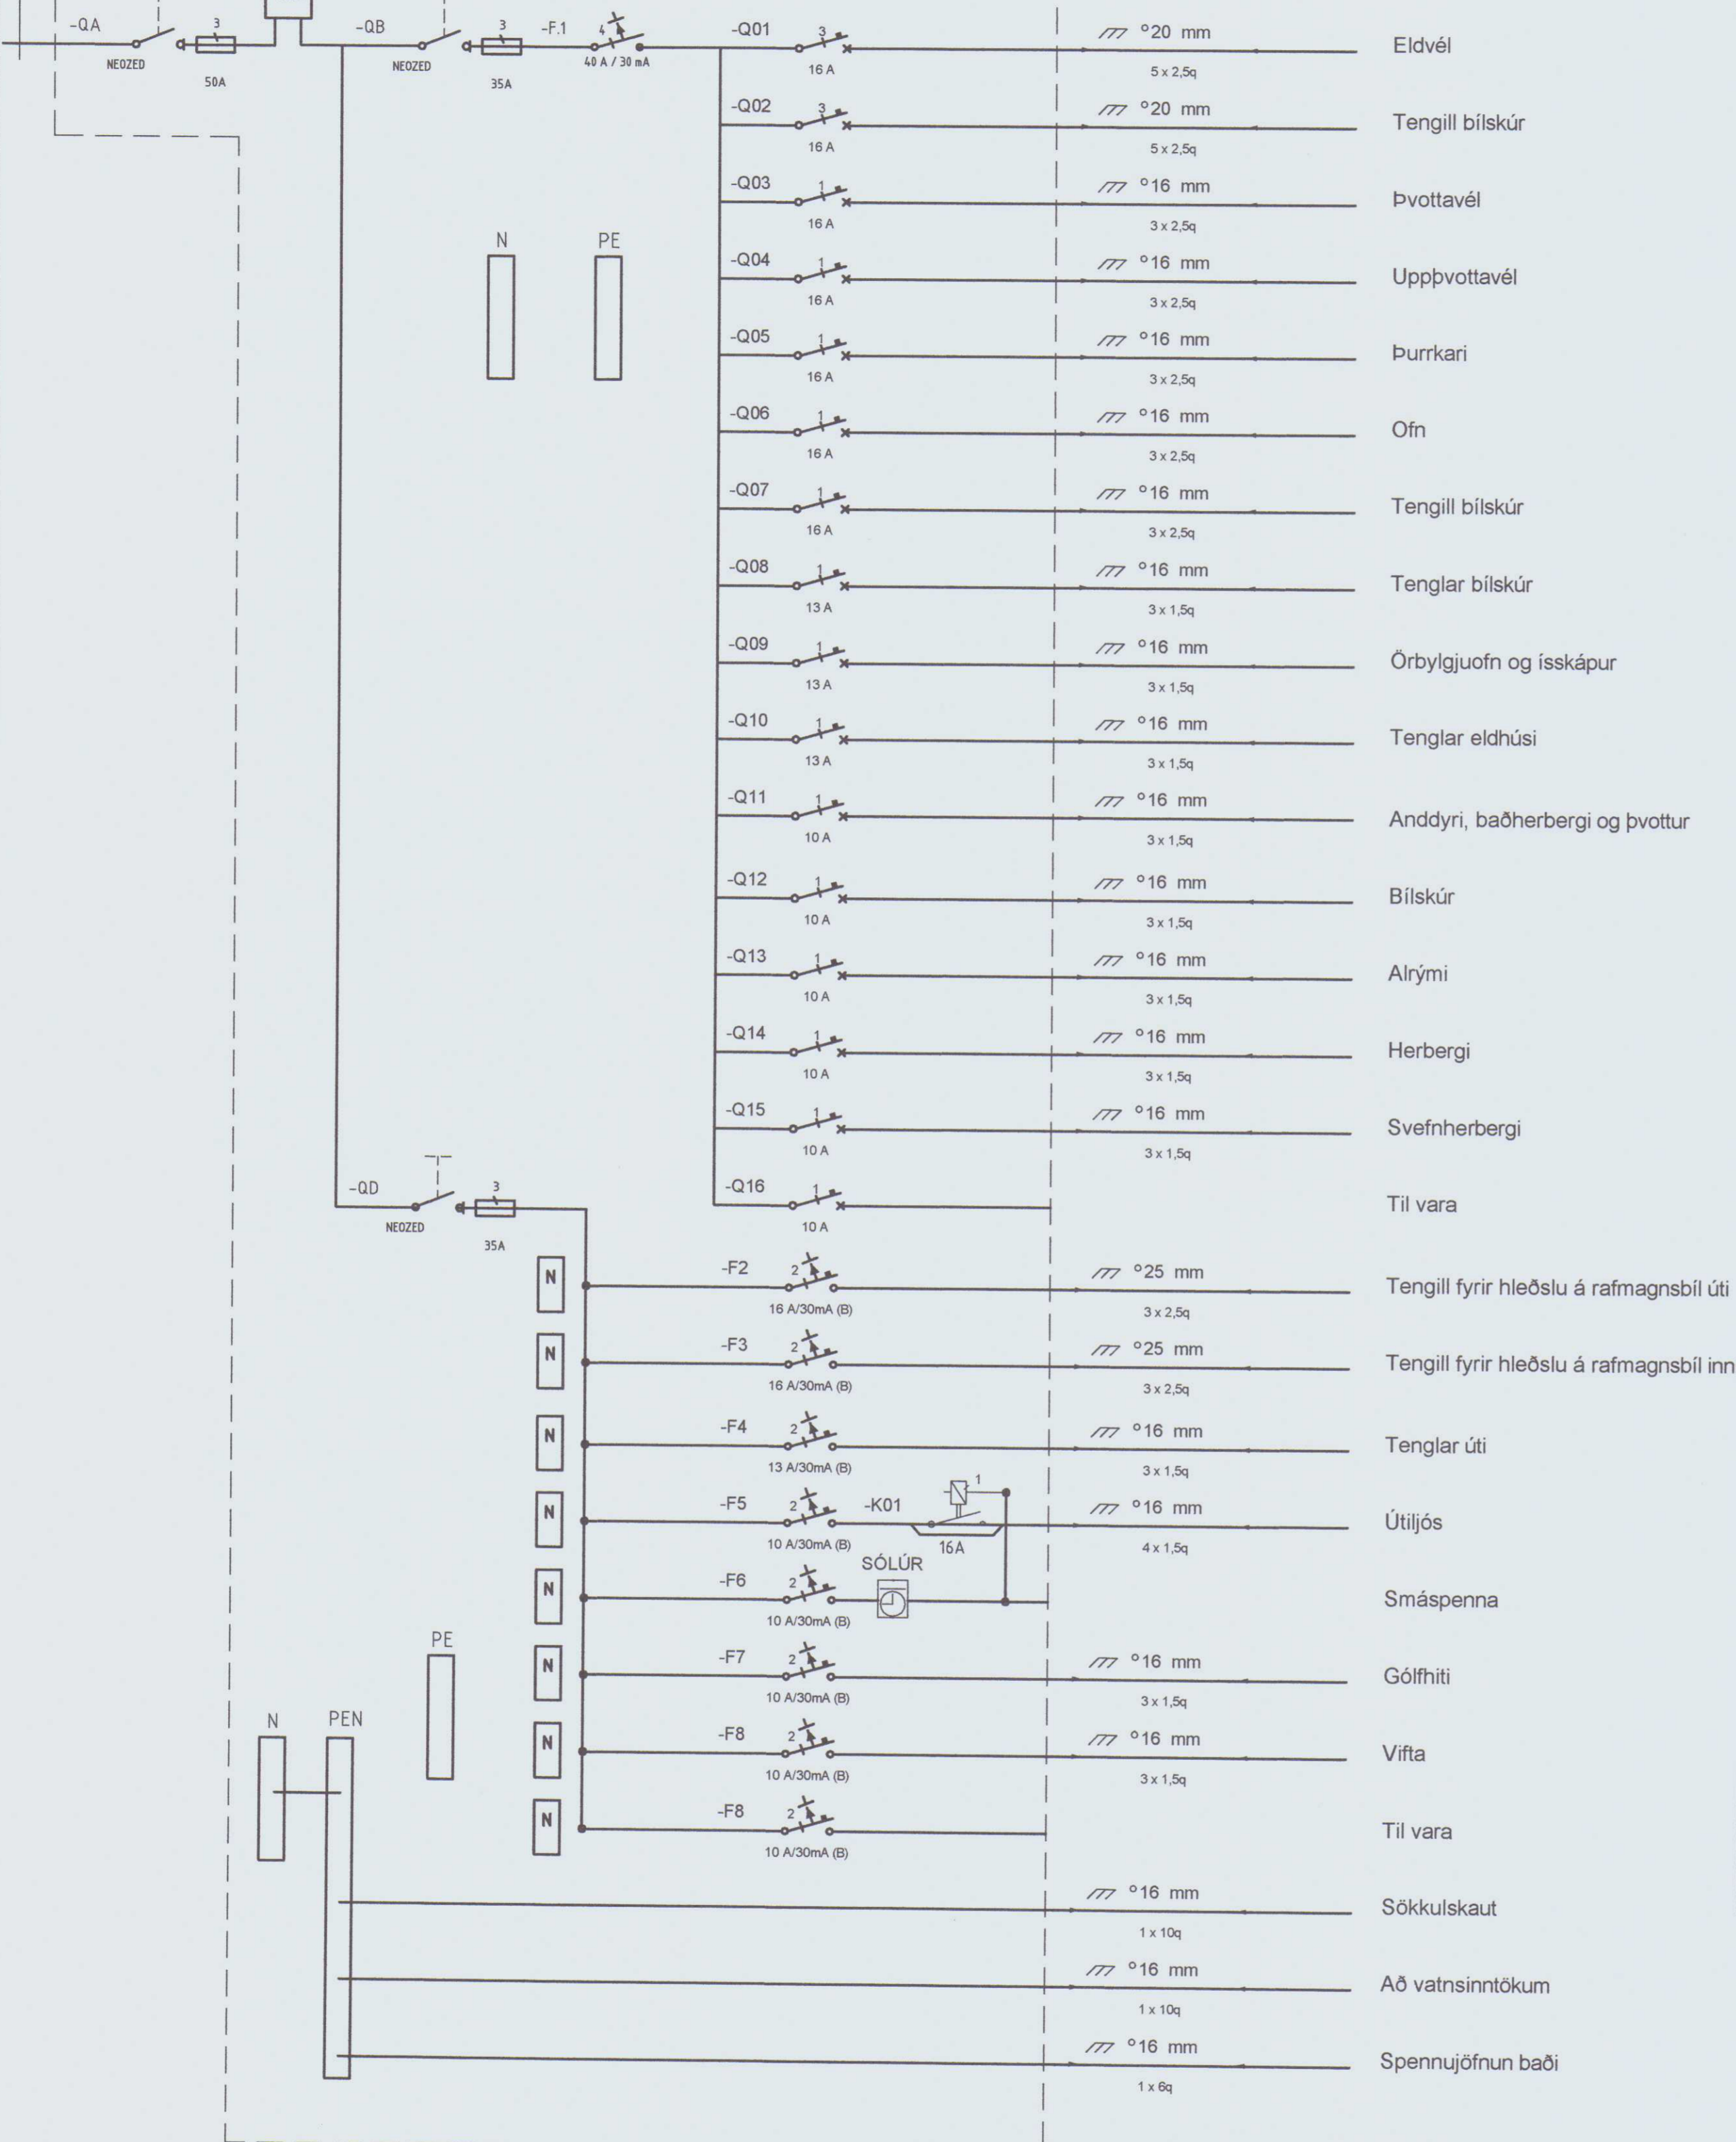 -QA
NEOZED
3
50A
-QB
NEOZED
3
35A
-F.1
4
40 A / 30 mA
-Q01
3
16 A
°20 mm
5 x 2,5q
Eldvél
-Q02
3
16 A
°20 mm
5 x 2,5q
Tengill bílskúr
N
PE
-Q03
1
16 A
°16 mm
3 x 2,5q
Þvottavél
-Q04
1
16 A
°16 mm
3 x 2,5q
Uppþvottavél
-Q05
1
16 A
°16 mm
3 x 2,5q
Þurrkari
-Q06
1
16 A
°16 mm
3 x 2,5q
Ofn
-Q07
1
16 A
°16 mm
3 x 2,5q
Tengill bílskúr
-Q08
1
13 A
°16 mm
3 x 1,5q
Tenglar bílskúr
-Q09
1
13 A
°16 mm
3 x 1,5q
Örbylgjuofn og ísskápur
-Q10
1
13 A
°16 mm
3 x 1,5q
Tenglar eldhúsi
-Q11
1
10 A
°16 mm
3 x 1,5q
Anddyri, baðherbergi og þvottur
-Q12
1
10 A
°16 mm
3 x 1,5q
Bílskúr
-Q13
1
10 A
°16 mm
3 x 1,5q
Alrými
-Q14
1
10 A
°16 mm
3 x 1,5q
Herbergi
-Q15
1
10 A
°16 mm
3 x 1,5q
Svefnherbergi
-Q16
1
10 A
Til vara
-QD
NEOZED
3
35A
N
-F2
2
16 A/30mA (B)
°25 mm
3 x 2,5q
Tengill fyrir hleðslu á rafmagnsbíl úti
N
-F3
2
16 A/30mA (B)
°25 mm
3 x 2,5q
Tengill fyrir hleðslu á rafmagnsbíl inn
N
-F4
2
13 A/30mA (B)
°16 mm
3 x 1,5q
Tenglar úti
N
-F5
2
10 A/30mA (B)
-K01
1
16A
°16 mm
4 x 1,5q
Útiljós
N
-F6
2
10 A/30mA (B)
SÓLÚR
Smáspenna
PE
N
-F7
2
10 A/30mA (B)
°16 mm
3 x 1,5q
Gólfhiti
N
PEN
N
-F8
2
10 A/30mA (B)
°16 mm
3 x 1,5q
Vifta
N
-F8
2
10 A/30mA (B)
Til vara
°16 mm
1 x 10q
Sökkulskaut
°16 mm
1 x 10q
Að vatnsinntökum
°16 mm
1 x 6q
Spennujöfnun baði